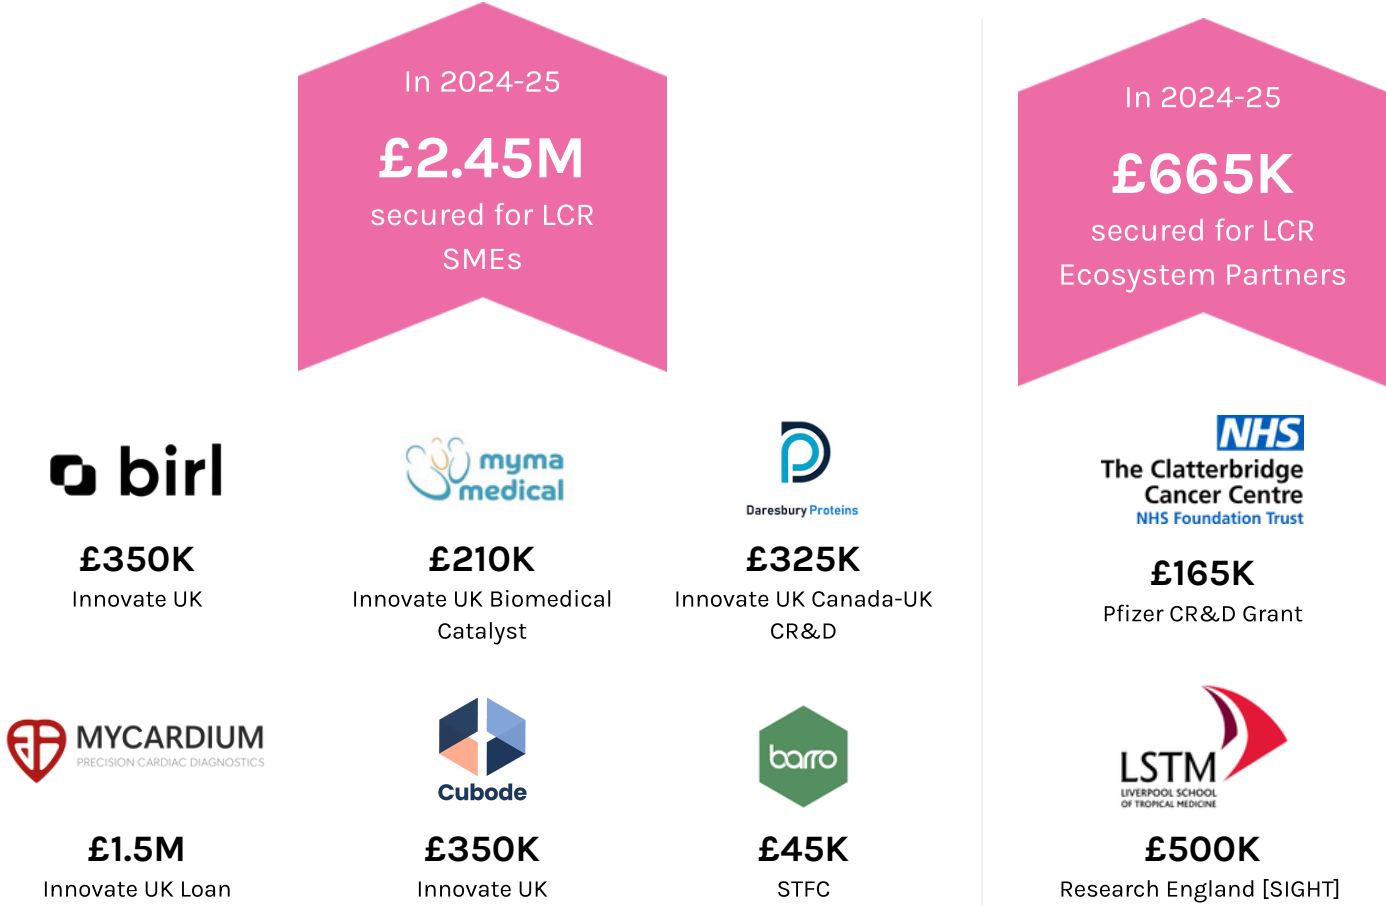 In 2024-25
£2.45M
secured for LCR
SMEs
birl
£350K
Innovate UK
myma
medical
£210K
Innovate UK Biomedical
Catalyst
Daresbury Proteins
£325K
Innovate UK Canada-UK
CR&D
MYCARDIUM
PRECISION CARDIAC DIAGNOSTICS
£1.5M
Innovate UK Loan
Cubode
£350K
Innovate UK
barro
£45K
STFC
In 2024-25
£665K
secured for LCR
Ecosystem Partners
NHS
The Clatterbridge
Cancer Centre
NHS Foundation Trust
£165K
Pfizer CR&D Grant
LSTM
LIVERPOOL SCHOOL
OF TROPICAL MEDICINE
£500K
Research England [SIGHT]